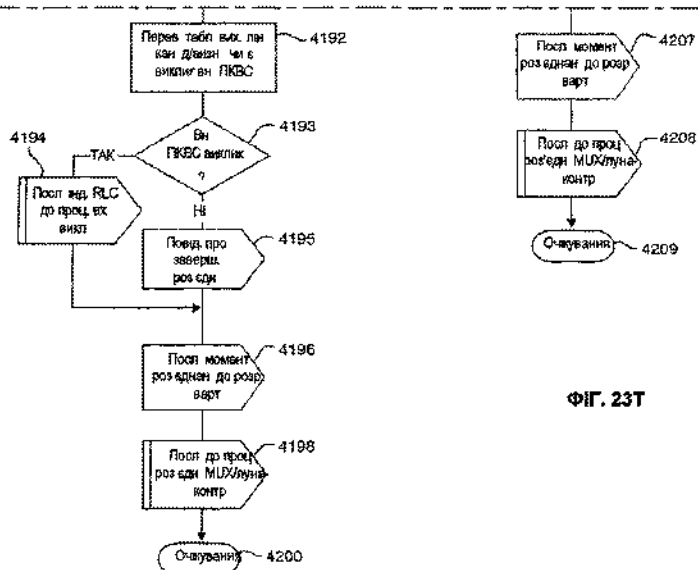 4192
Перев табл вих. лан
кан д/визн чи є
виклик вн ПКВС
4193
Вн
ПКВС виклик
?
ТАК
НІ
4194
Посл інд. RLC
до проц. вх
викл
4195
Повід. про
заверш.
роз'єдн
4196
Посл момент
роз'єднан до розр
варт
4198
Посл до проц
роз'єдн MUX/луна-
контр
Очікування
4200
4207
Посл момент
роз'єднан до розр
варт
4208
Посл до проц
роз'єдн MUX/луна-
контр
Очікування
4209
ФІГ. 23T